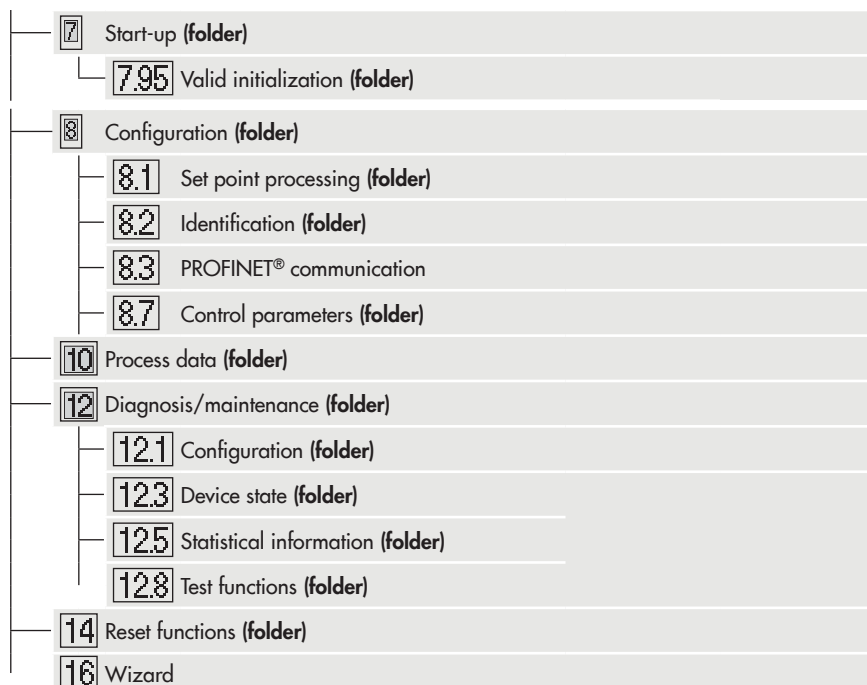 7 Start-up (folder)
7.95 Valid initialization (folder)
8 Configuration (folder)
8.1 Set point processing (folder)
8.2 Identification (folder)
8.3 PROFINET® communication
8.7 Control parameters (folder)
10 Process data (folder)
12 Diagnosis/maintenance (folder)
12.1 Configuration (folder)
12.3 Device state (folder)
12.5 Statistical information (folder)
12.8 Test functions (folder)
14 Reset functions (folder)
16 Wizard